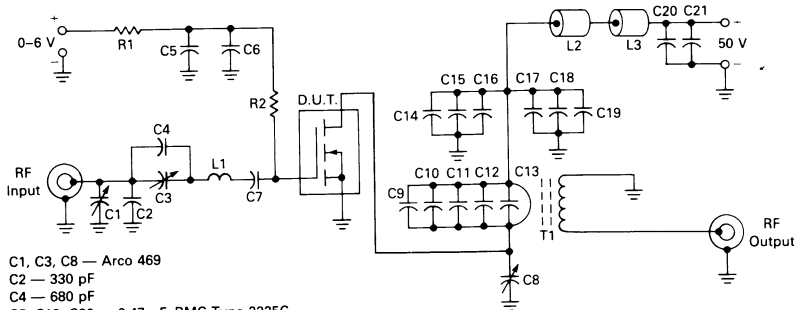 C20 C21
+
0–6 V
−
R1
C5
C6
L2
L3
+
50 V
−
R2
D.U.T.
C15 C16
C17 C18
C14
C19
C4
L1
RF
Input
C1
C2
C3
C7
C9
C10 C11 C12
C13
T1
C8
RF
Output
C1, C3, C8 — Arco 469
C2 — 330 pF
C4 — 680 pF